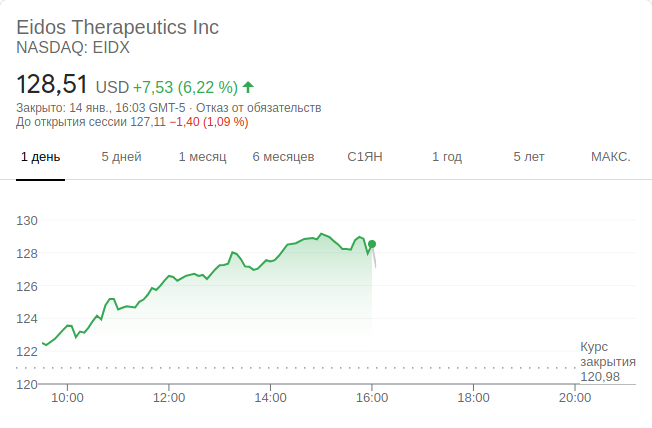 Eidos Therapeutics Inc
NASDAQ: EIDX
128,51 USD +7,53 (6,22 %)
Закрыто: 14 янв., 16:03 GMT-5 · Отказ от обязательств
До открытия сессии 127,11 −1,40 (1,09 %)
1 день 5 дней 1 месяц 6 месяцев С1ЯН 1 год 5 лет МАКС.
130
128
126
124
122
120
Курс
закрытия
120,98
10:00 12:00 14:00 16:00 18:00 20:00